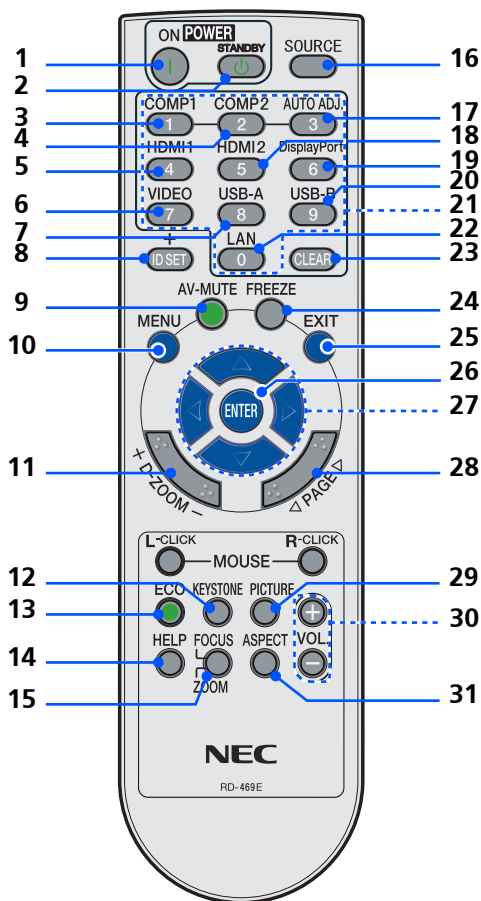 ON POWER
STANDBY
SOURCE
1
2
16
COMP1 COMP2 AUTO ADJ.
1 2 3
3
4
17
18
HDMI1 HDMI2 DisplayPort
4 5 6
5
19
20
VIDEO USB-A USB-B
7 8 9
6
7
21
22
+ LAN
ID SET 0 CLEAR
8
23
AV-MUTE FREEZE
9
24
MENU EXIT
10
25
26
ENTER
27
+ D-ZOOM −
◁ PAGE ▷
11
28
L-CLICK MOUSE R-CLICK
12
29
ECO KEYSTONE PICTURE
13
+
30
HELP FOCUS ASPECT VOL.
14
−
ZOOM
15
31
NEC
RD-469E